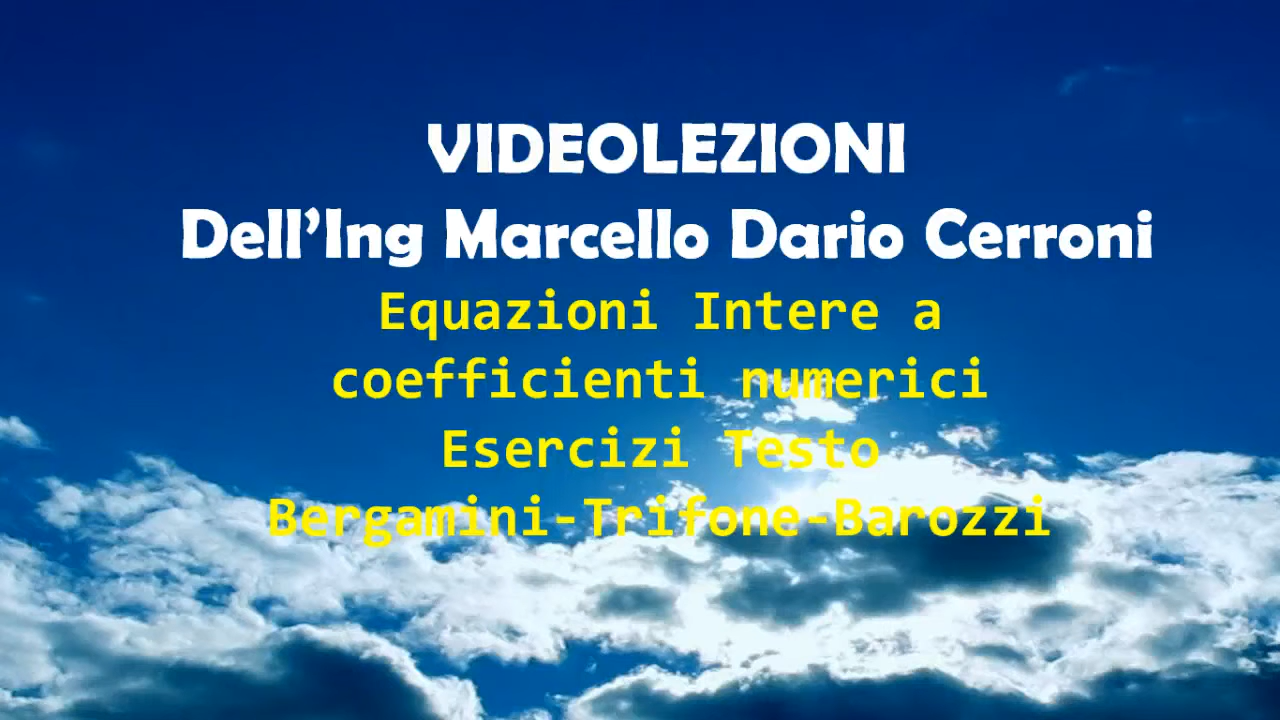 VIDEOLEZIONI
Dell’Ing Marcello Dario Cerroni
Equazioni Intere a
coefficienti numerici
Esercizi Testo
Bergamini-Trifone-Barozzi